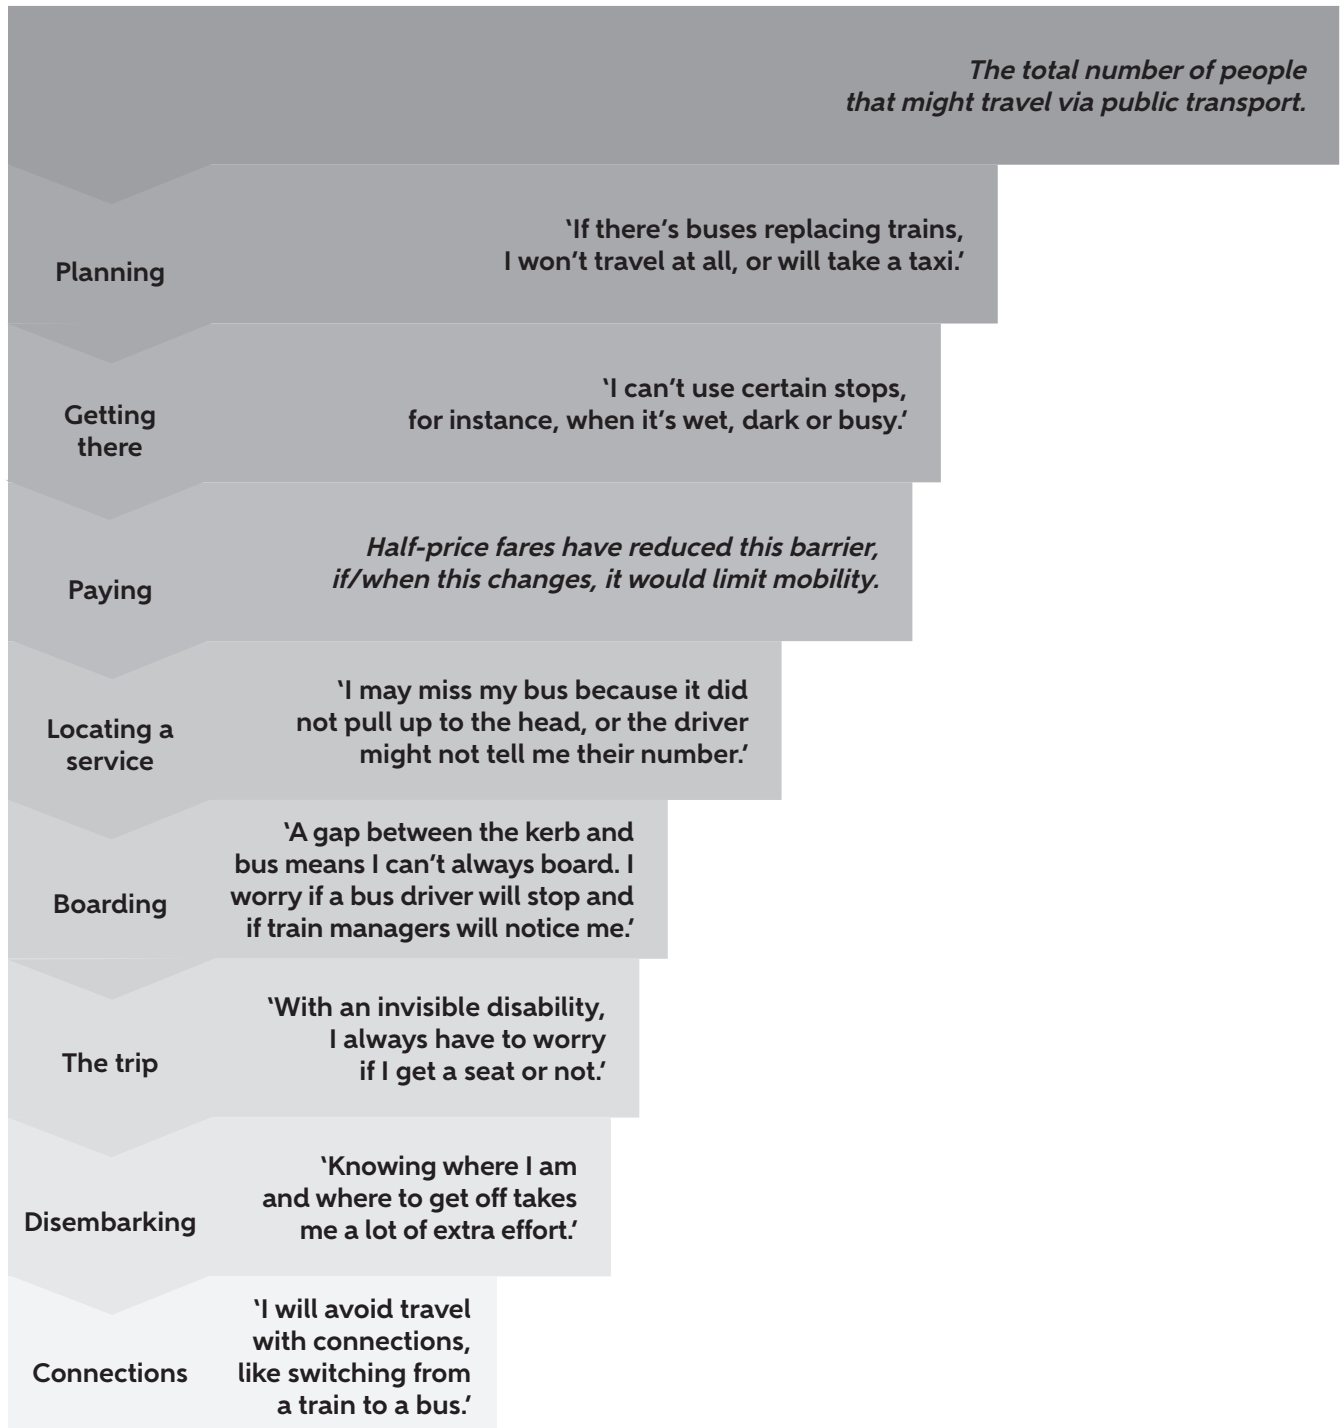 The total number of people
that might travel via public transport.
Planning
‘If there’s buses replacing trains,
I won’t travel at all, or will take a taxi.’
Getting
there
‘I can’t use certain stops,
for instance, when it’s wet, dark or busy.’
Paying
Half-price fares have reduced this barrier,
if/when this changes, it would limit mobility.
Locating a
service
‘I may miss my bus because it did
not pull up to the head, or the driver
might not tell me their number.’
Boarding
‘A gap between the kerb and
bus means I can’t always board. I
worry if a bus driver will stop and
if train managers will notice me.’
The trip
‘With an invisible disability,
I always have to worry
if I get a seat or not.’
Disembarking
‘Knowing where I am
and where to get off takes
me a lot of extra effort.’
Connections
‘I will avoid travel
with connections,
like switching from
a train to a bus.’